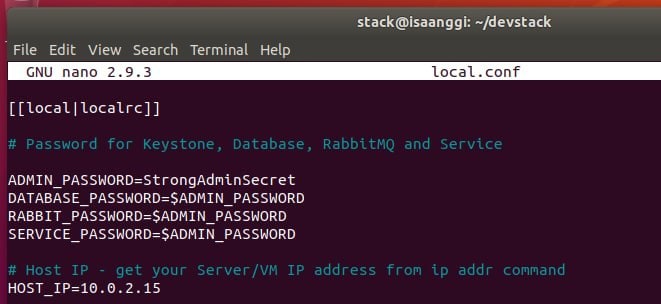 stack@isaanggi: ~/devstack
File Edit View Search Terminal Help
GNU nano 2.9.3 local.conf
[[local|localrc]]
# Password for Keystone, Database, RabbitMQ and Service
ADMIN_PASSWORD=StrongAdminSecret
DATABASE_PASSWORD=$ADMIN_PASSWORD
RABBIT_PASSWORD=$ADMIN_PASSWORD
SERVICE_PASSWORD=$ADMIN_PASSWORD
# Host IP - get your Server/VM IP address from ip addr command
HOST_IP=10.0.2.15